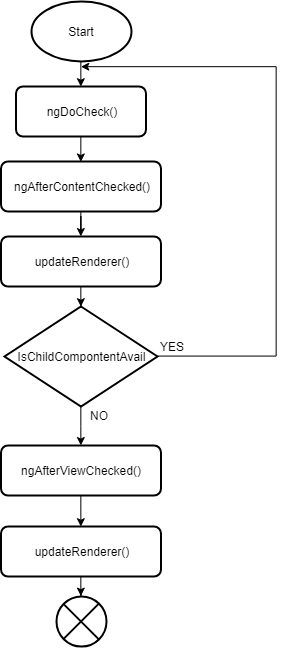 Start
ngDoCheck()
ngAfterContentChecked()
updateRenderer()
IsChildCompontentAvail
YES
NO
ngAfterViewChecked()
updateRenderer()